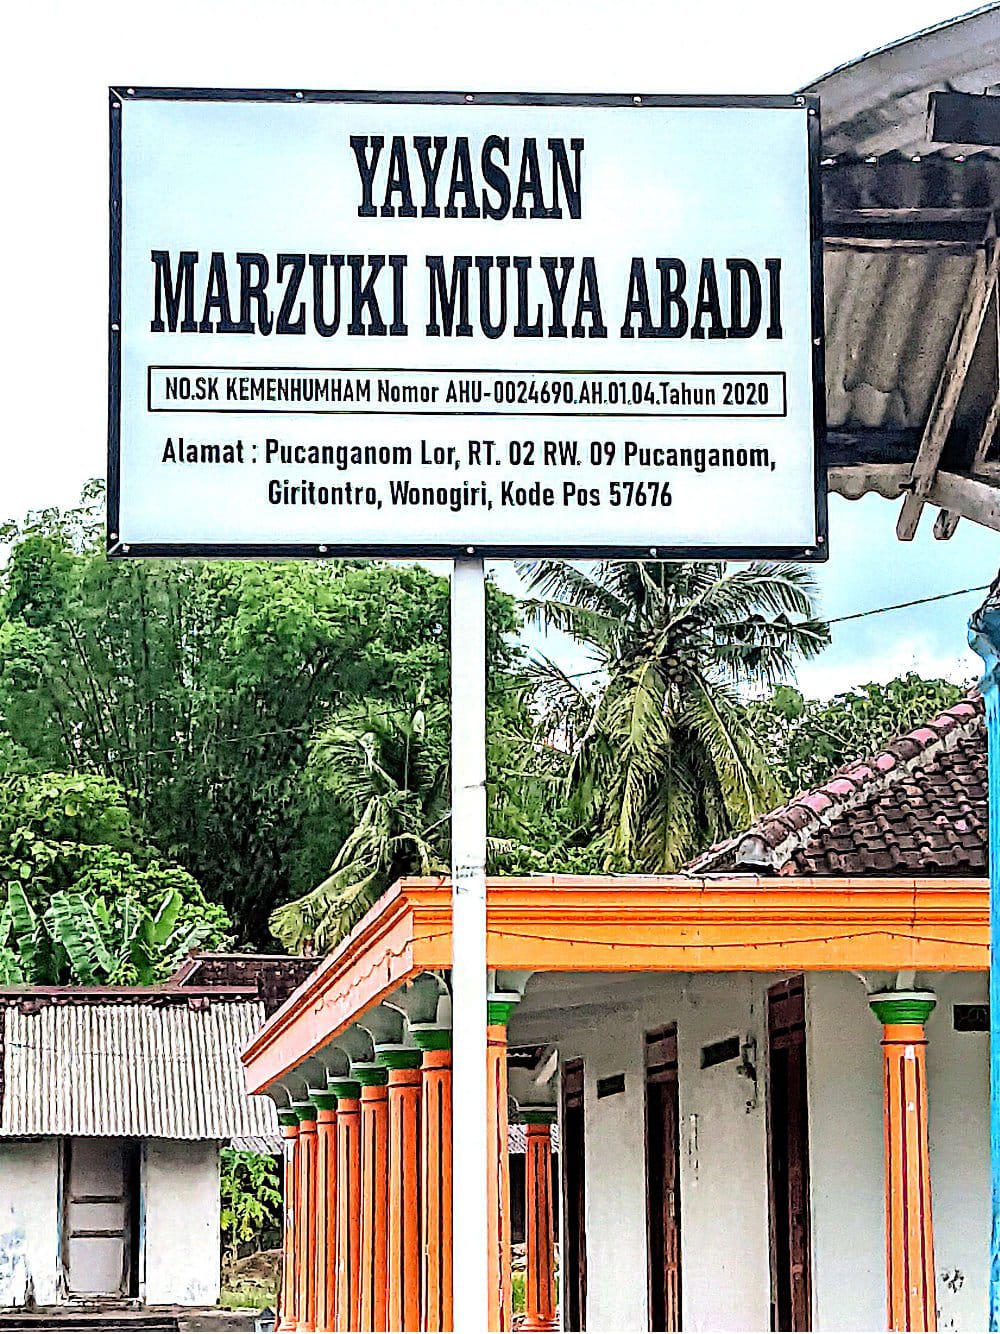 YAYASAN
MARZUKI MULYA ABADI
NO.SK KEMENHUMHAM Nomor AHU-0024690.AH.01.04.Tahun 2020
Alamat : Pucanganom Lor, RT. 02 RW. 09 Pucanganom,
Giritontro, Wonogiri, Kode Pos 57676